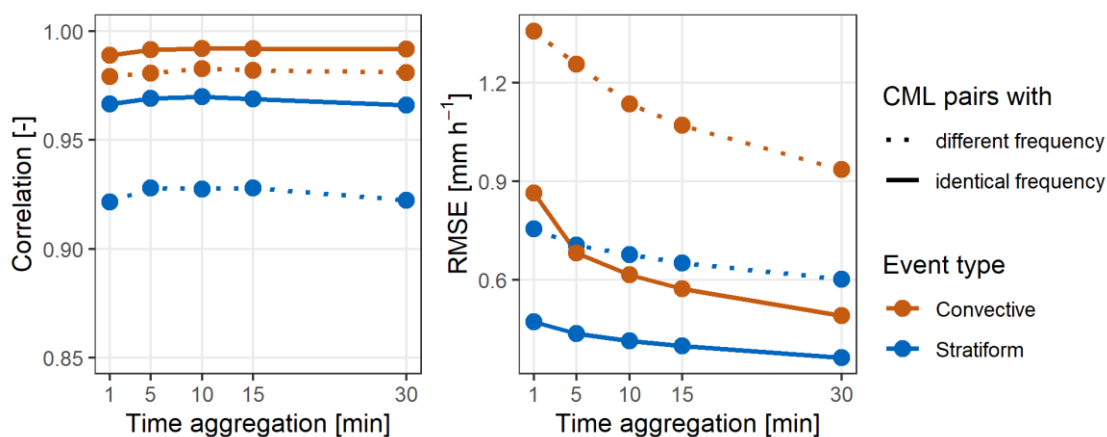 1.00
0.95
0.90
0.85
Correlation [-]
1 5 10 15 30
Time aggregation [min]
1.2
0.9
0.6
RMSE [mm h⁻¹]
1 5 10 15 30
Time aggregation [min]
CML pairs with
different frequency
identical frequency
Event type
Convective
Stratiform